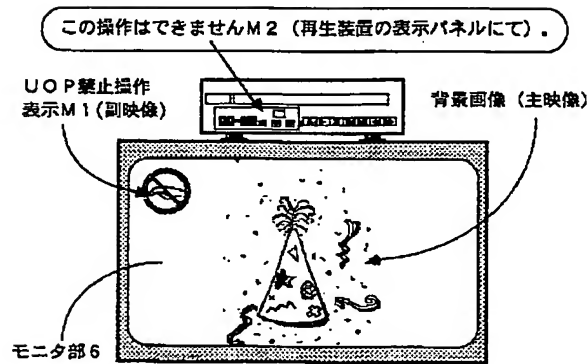 この操作はできませんM2（再生装置の表示パネルにて）．
UOP禁止操作
表示M1(副映像)
背景画像（主映像）
モニタ部6